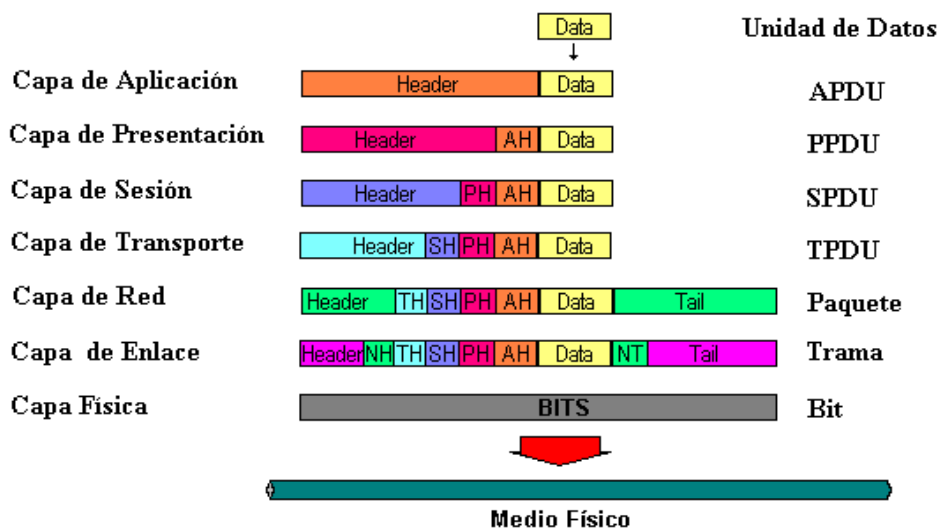 Data Unidad de Datos
Capa de Aplicación Header Data APDU
Capa de Presentación Header AH Data PPDU
Capa de Sesión Header PH AH Data SPDU
Capa de Transporte Header SH PH AH Data TPDU
Capa de Red Header TH SH PH AH Data Tail Paquete
Capa de Enlace Header NH TH SH PH AH Data NT Tail Trama
Capa Física BITS Bit
Medio Físico